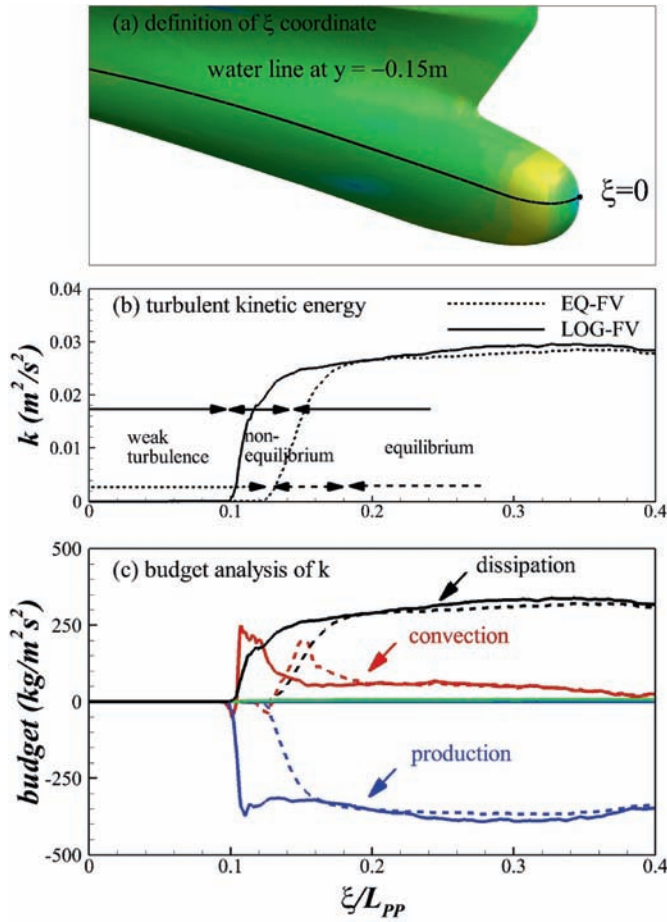 (a) definition of ξ coordinate
water line at y = −0.15m
ξ=0
0.04
(b) turbulent kinetic energy
EQ-FV
LOG-FV
0.03
k (m²/s²)
0.02
weak
turbulence
non-
equilibrium
equilibrium
0.01
0
0 0.1 0.2 0.3 0.4
500
(c) budget analysis of k
dissipation
250
convection
budget (kg/m²s²)
0
production
-250
-500
0 0.1 0.2 0.3 0.4
ξ/L_PP